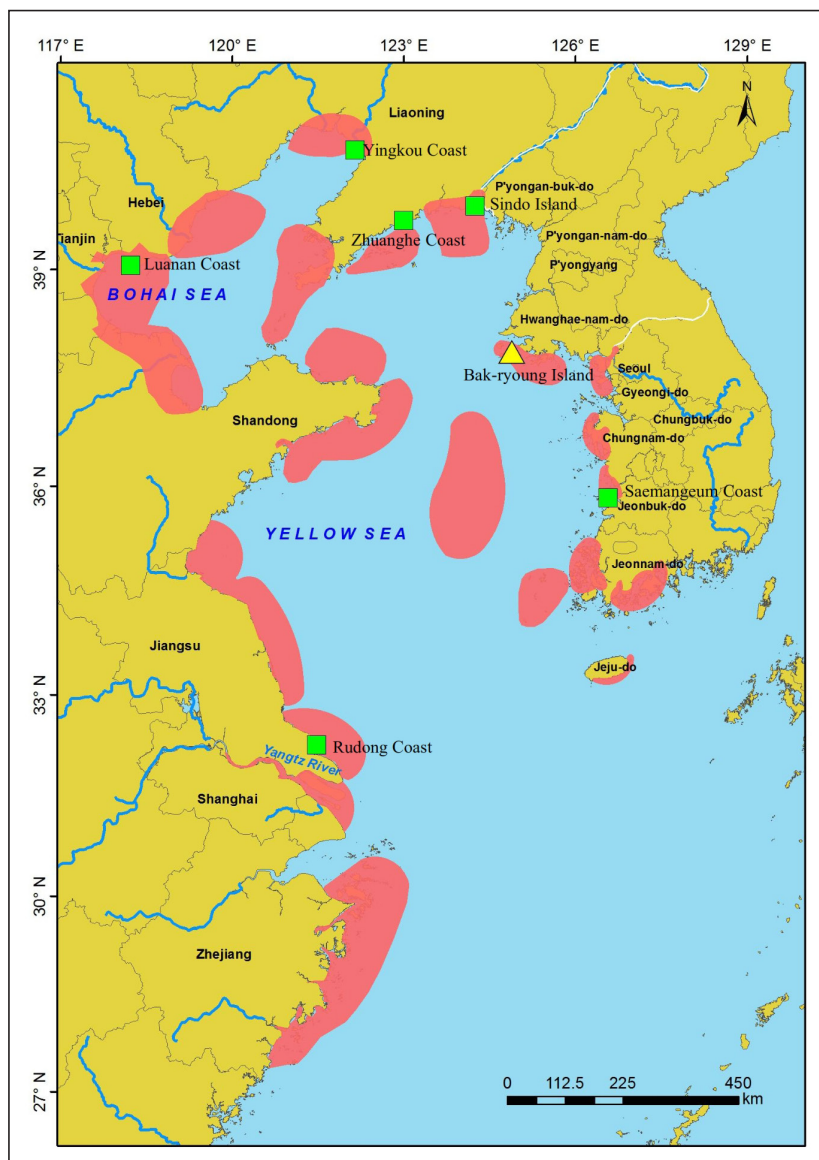 117° E
120° E
123° E
126° E
129° E
N
Liaoning
Yingkou Coast
P'yongan-buk-do
Hebei
Sindo Island
Zhuanghe Coast
P'yongan-nam-do
Tianjin
39° N
Luanan Coast
P'yongyang
BOHAI SEA
Hwanghae-nam-do
Seoul
Bak-ryoung Island
Gyeongi-do
Shandong
Chungbuk-do
Chungnam-do
36° N
Saemangeum Coast
Jeonbuk-do
YELLOW SEA
Jeonnam-do
Jiangsu
Jeju-do
33° N
Rudong Coast
Yangtz River
Shanghai
30° N
Zhejiang
27° N
0 112.5 225 450
km